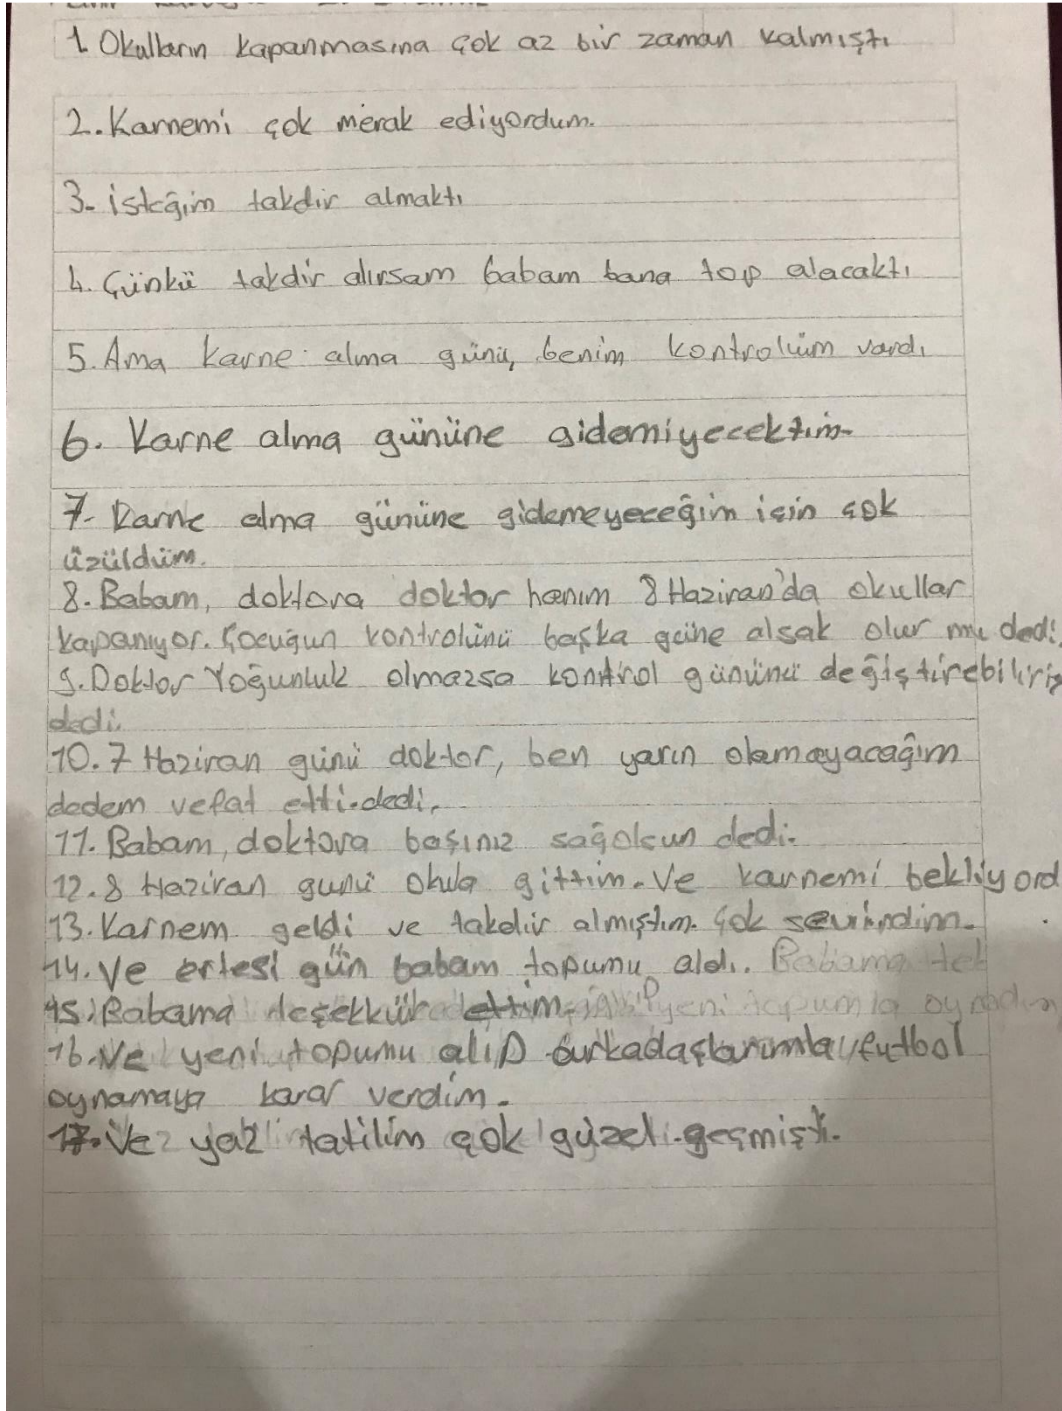 1. Okulların kapanmasına çok az bir zaman kalmıştı
2. Karnemi çok merak ediyordum.
3- isteğim takdir almaktı
4. Çünkü takdir alırsam babam bana top alacaktı
5. Ama karne alma günü, benim kontrolüm vardı
6. Karne alma gününe gidemiyecektim.
7- Karne alma gününe gidemeyeceğim için çok
üzüldüm.
8. Babam, doktora doktor hanım 8 Haziran'da okullar
kapanıyor. Çocuğun kontrolünü başka güne alsak olur mu dedi.
9. Doktor Yoğunluk olmazsa kontrol gününü değiştirebiliriz
dedi.
10. 7 Haziran günü doktor, ben yarın olamayacağım
dedem vefat etti.dedi.
11. Babam, doktora başınız sağolsun dedi.
12. 8 Haziran günü okula gittim. Ve karnemi bekliyord
13. Karnem geldi ve takdir almıştım. Çok sevindim.
14. Ve ertesi gün babam topumu aldı. Babama
15. Babama teşekkür ettim. yeni topumla
16. Ve yeni topumu alıp arkadaşlarımla futbol
oynamaya karar verdim.
17. Ve yaz tatilim çok güzel geçmişti.